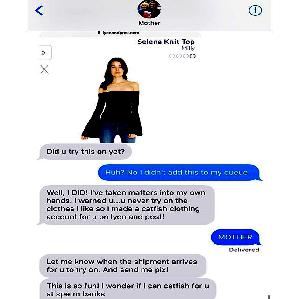 Mother
Selena Knit Top
Did u try this on yet?
Huh? No I didn't add this to my queue
Well, I DID! I've taken matters into my own
hands. I warned u...u never try on the
clothes I like so I made a catfish clothing
account for u on lyon and post!
MOTHER
Delivered
Let me know when the shipment arrives
for u to try on. And send me pix!
This is so fun! I wonder if I can catfish for u
at sperm banks